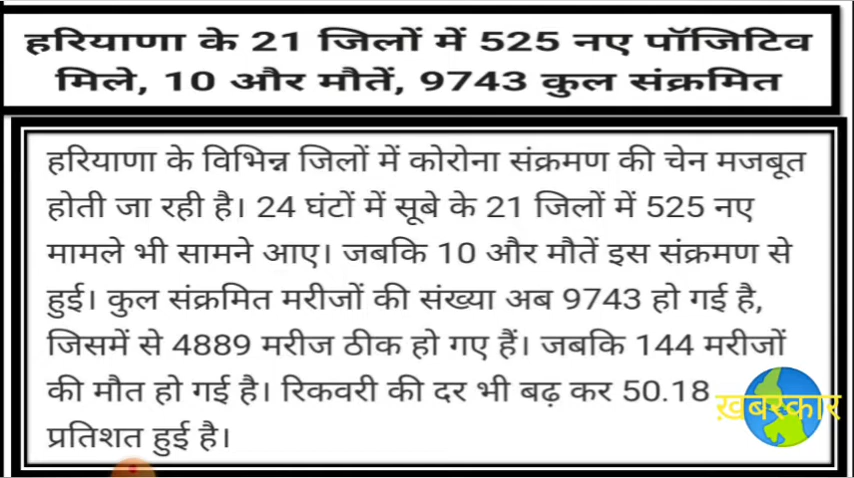 हरियाणा के 21 जिलों में 525 नए पॉजिटिव
मिले, 10 और मौतें, 9743 कुल संक्रमित
हरियाणा के विभिन्न जिलों में कोरोना संक्रमण की चेन मजबूत
होती जा रही है। 24 घंटों में सूबे के 21 जिलों में 525 नए
मामले भी सामने आए। जबकि 10 और मौतें इस संक्रमण से
हुई। कुल संक्रमित मरीजों की संख्या अब 9743 हो गई है,
जिसमें से 4889 मरीज ठीक हो गए हैं। जबकि 144 मरीजों
की मौत हो गई है। रिकवरी की दर भी बढ़ कर 50.18
प्रतिशत हुई है।
ख़बरस्कार